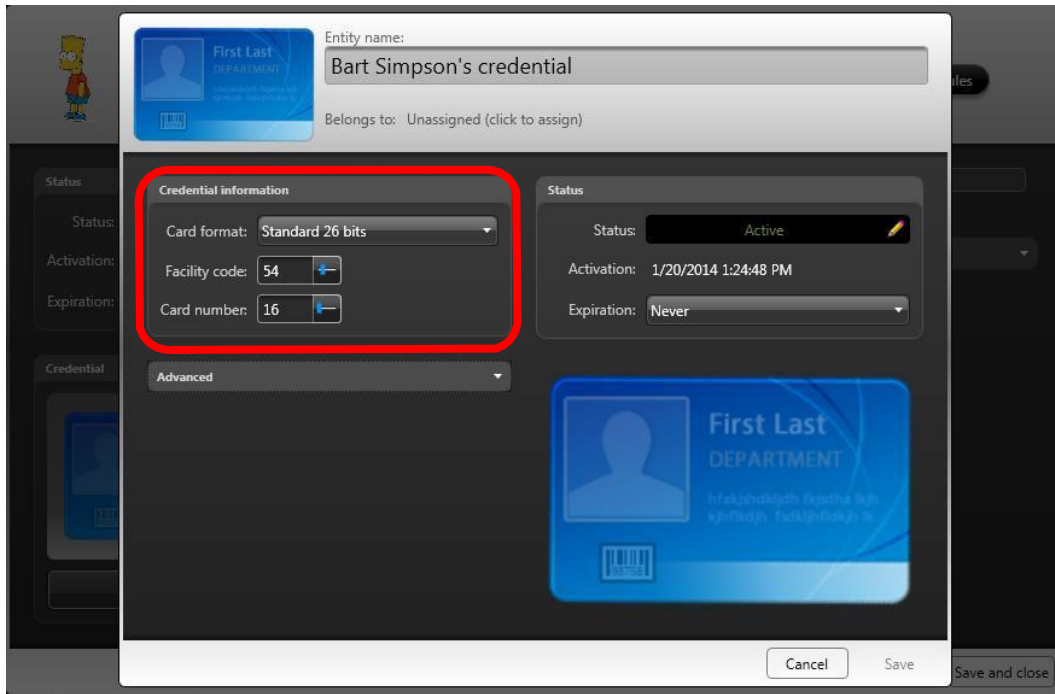 First Last
DEPARTMENT
Entity name:
Bart Simpson's credential
Belongs to: Unassigned (click to assign)
Status
Status:
Activation:
Expiration:
Credential
Credential information
Card format: Standard 26 bits
Facility code: 54
Card number: 16
Advanced
Status
Status: Active
Activation: 1/20/2014 1:24:48 PM
Expiration: Never
First Last
DEPARTMENT
Cancel
Save
Save and close